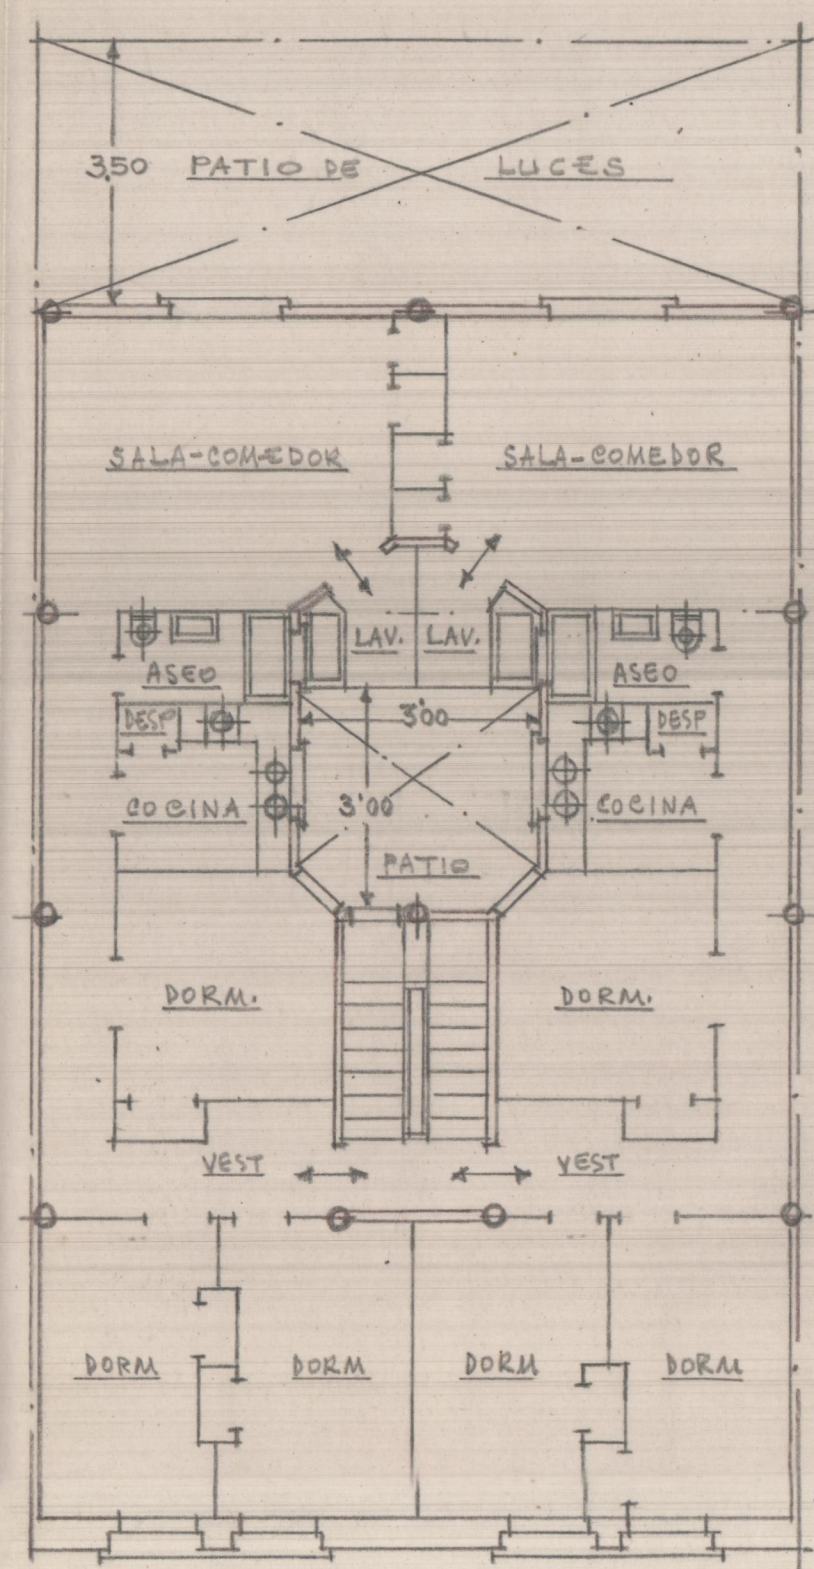 3,50 PATIO DE LUCES
SALA-COMEDOR SALA-COMEDOR
LAV. LAV.
ASEO ASEO
DESP 3'00 DESP
COCINA 3'00 COCINA
PATIO
DORM. DORM.
VEST VEST
DORM DORM DORM DORM